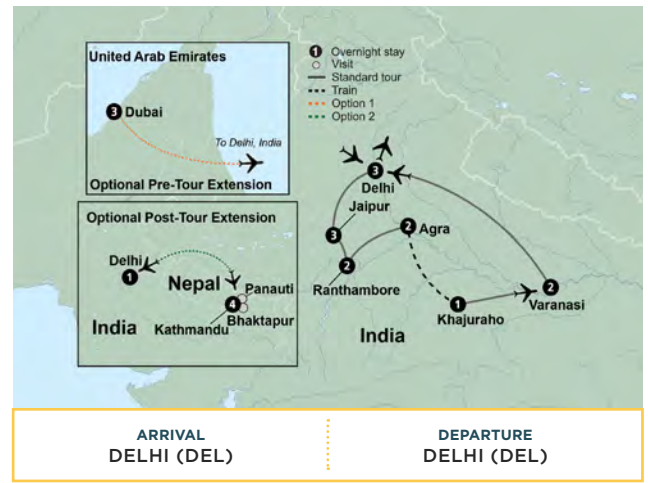 United Arab Emirates
3 Dubai
To Delhi, India
Optional Pre-Tour Extension
Optional Post-Tour Extension
Delhi
1
Nepal
Panauti
4
Kathmandu
Bhaktapur
India
1 Overnight stay
Visit
Standard tour
Train
Option 1
Option 2
3
Delhi
Jaipur
3
2 Agra
2
Ranthambore
1
Khajuraho
2
Varanasi
India
ARRIVAL
DELHI (DEL)
DEPARTURE
DELHI (DEL)